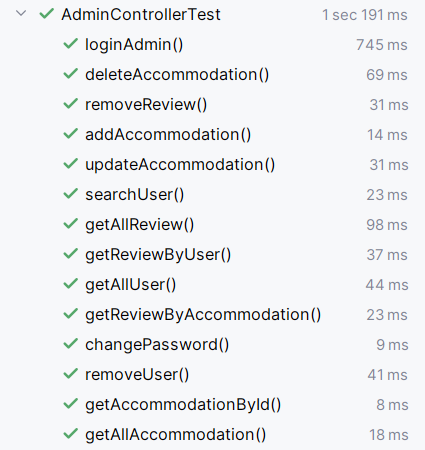 AdminControllerTest 1 sec 191 ms
loginAdmin() 745 ms
deleteAccommodation() 69 ms
removeReview() 31 ms
addAccommodation() 14 ms
updateAccommodation() 31 ms
searchUser() 23 ms
getAllReview() 98 ms
getReviewByUser() 37 ms
getAllUser() 44 ms
getReviewByAccommodation() 23 ms
changePassword() 9 ms
removeUser() 41 ms
getAccommodationById() 8 ms
getAllAccommodation() 18 ms